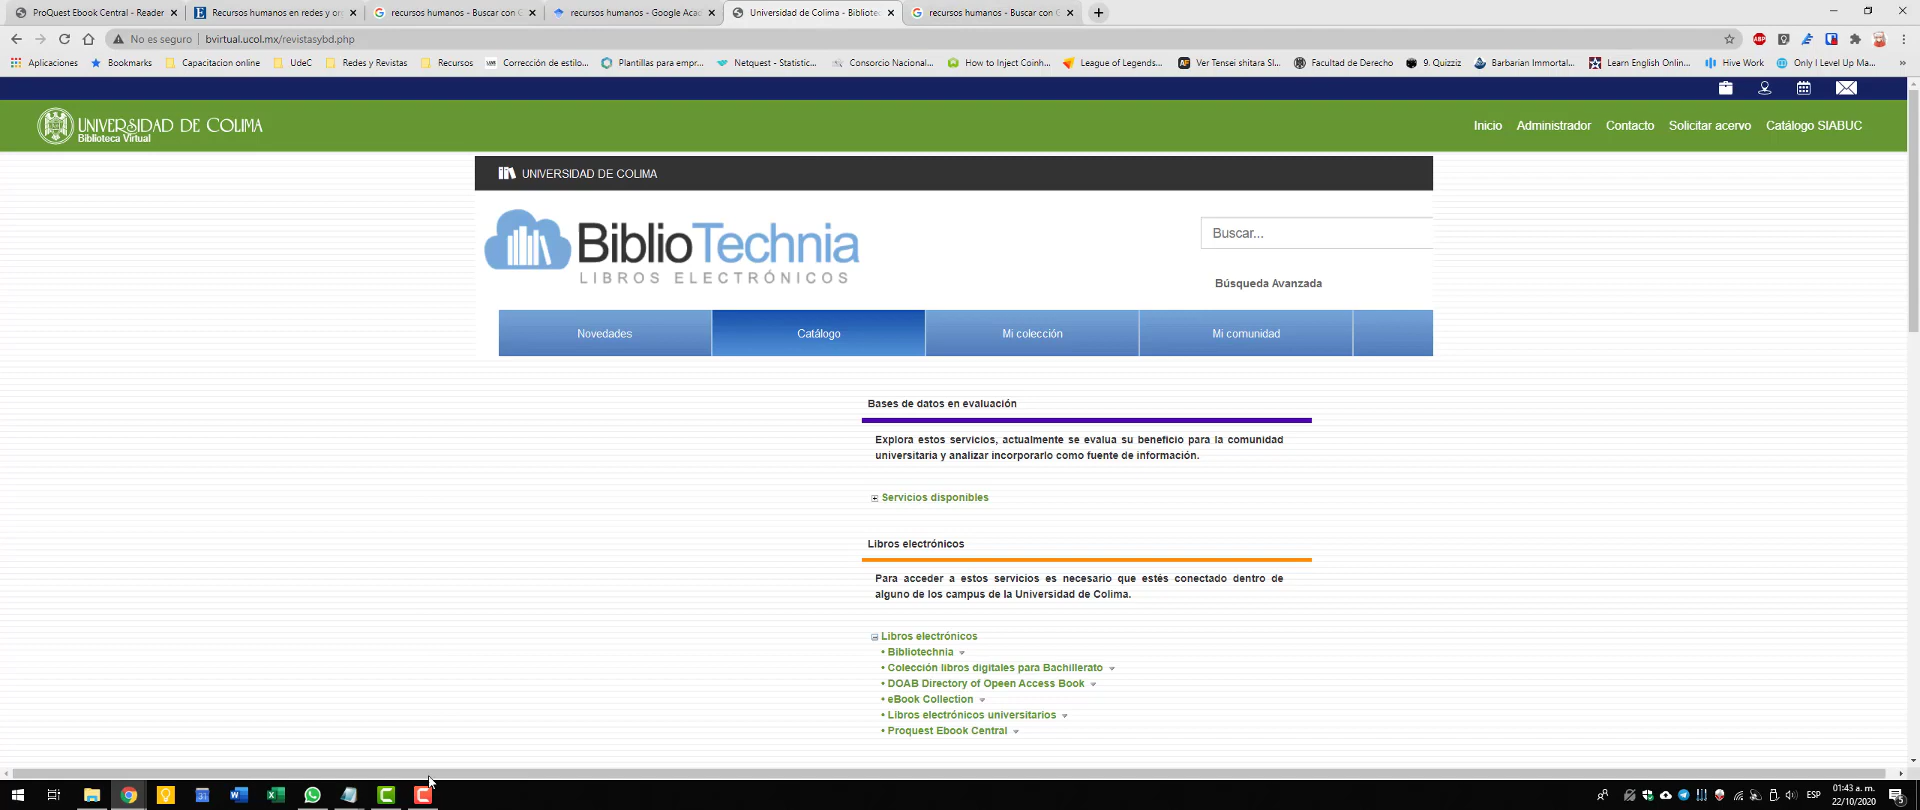 ProQuest Ebook Central - Reader
Recursos humanos en redes y or
recursos humanos - Buscar con G
recursos humanos - Google Acad
Universidad de Colima - Bibliotec
recursos humanos - Buscar con G
No es seguro | bvirtual.ucol.mx/revistasybd.php
ABP
Aplicaciones
Bookmarks
Capacitacion online
UdeC
Redes y Revistas
Recursos
Corrección de estilo...
Plantillas para empr...
Netquest - Statistic...
Consorcio Nacional...
How to Inject Coinh...
League of Legends...
Ver Tensei shitara Sl...
Facultad de Derecho
9. Quizziz
Barbarian Immortal...
Learn English Onlin...
Hive Work
Only I Level Up Ma...
UNIVERSIDAD DE COLIMA
Biblioteca Virtual
Inicio
Administrador
Contacto
Solicitar acervo
Catálogo SIABUC
UNIVERSIDAD DE COLIMA
BiblioTechnia
LIBROS ELECTRÓNICOS
Buscar...
Búsqueda Avanzada
Novedades
Catálogo
Mi colección
Mi comunidad
Bases de datos en evaluación
Explora estos servicios, actualmente se evalua su beneficio para la comunidad
universitaria y analizar incorporarlo como fuente de información.
Servicios disponibles
Libros electrónicos
Para acceder a estos servicios es necesario que estés conectado dentro de
alguno de los campus de la Universidad de Colima.
Libros electrónicos
• Bibliotechnia
• Colección libros digitales para Bachillerato
• DOAB Directory of Opeen Access Book
• eBook Collection
• Libros electrónicos universitarios
• Proquest Ebook Central
ESP
01:43 a. m.
22/10/2020